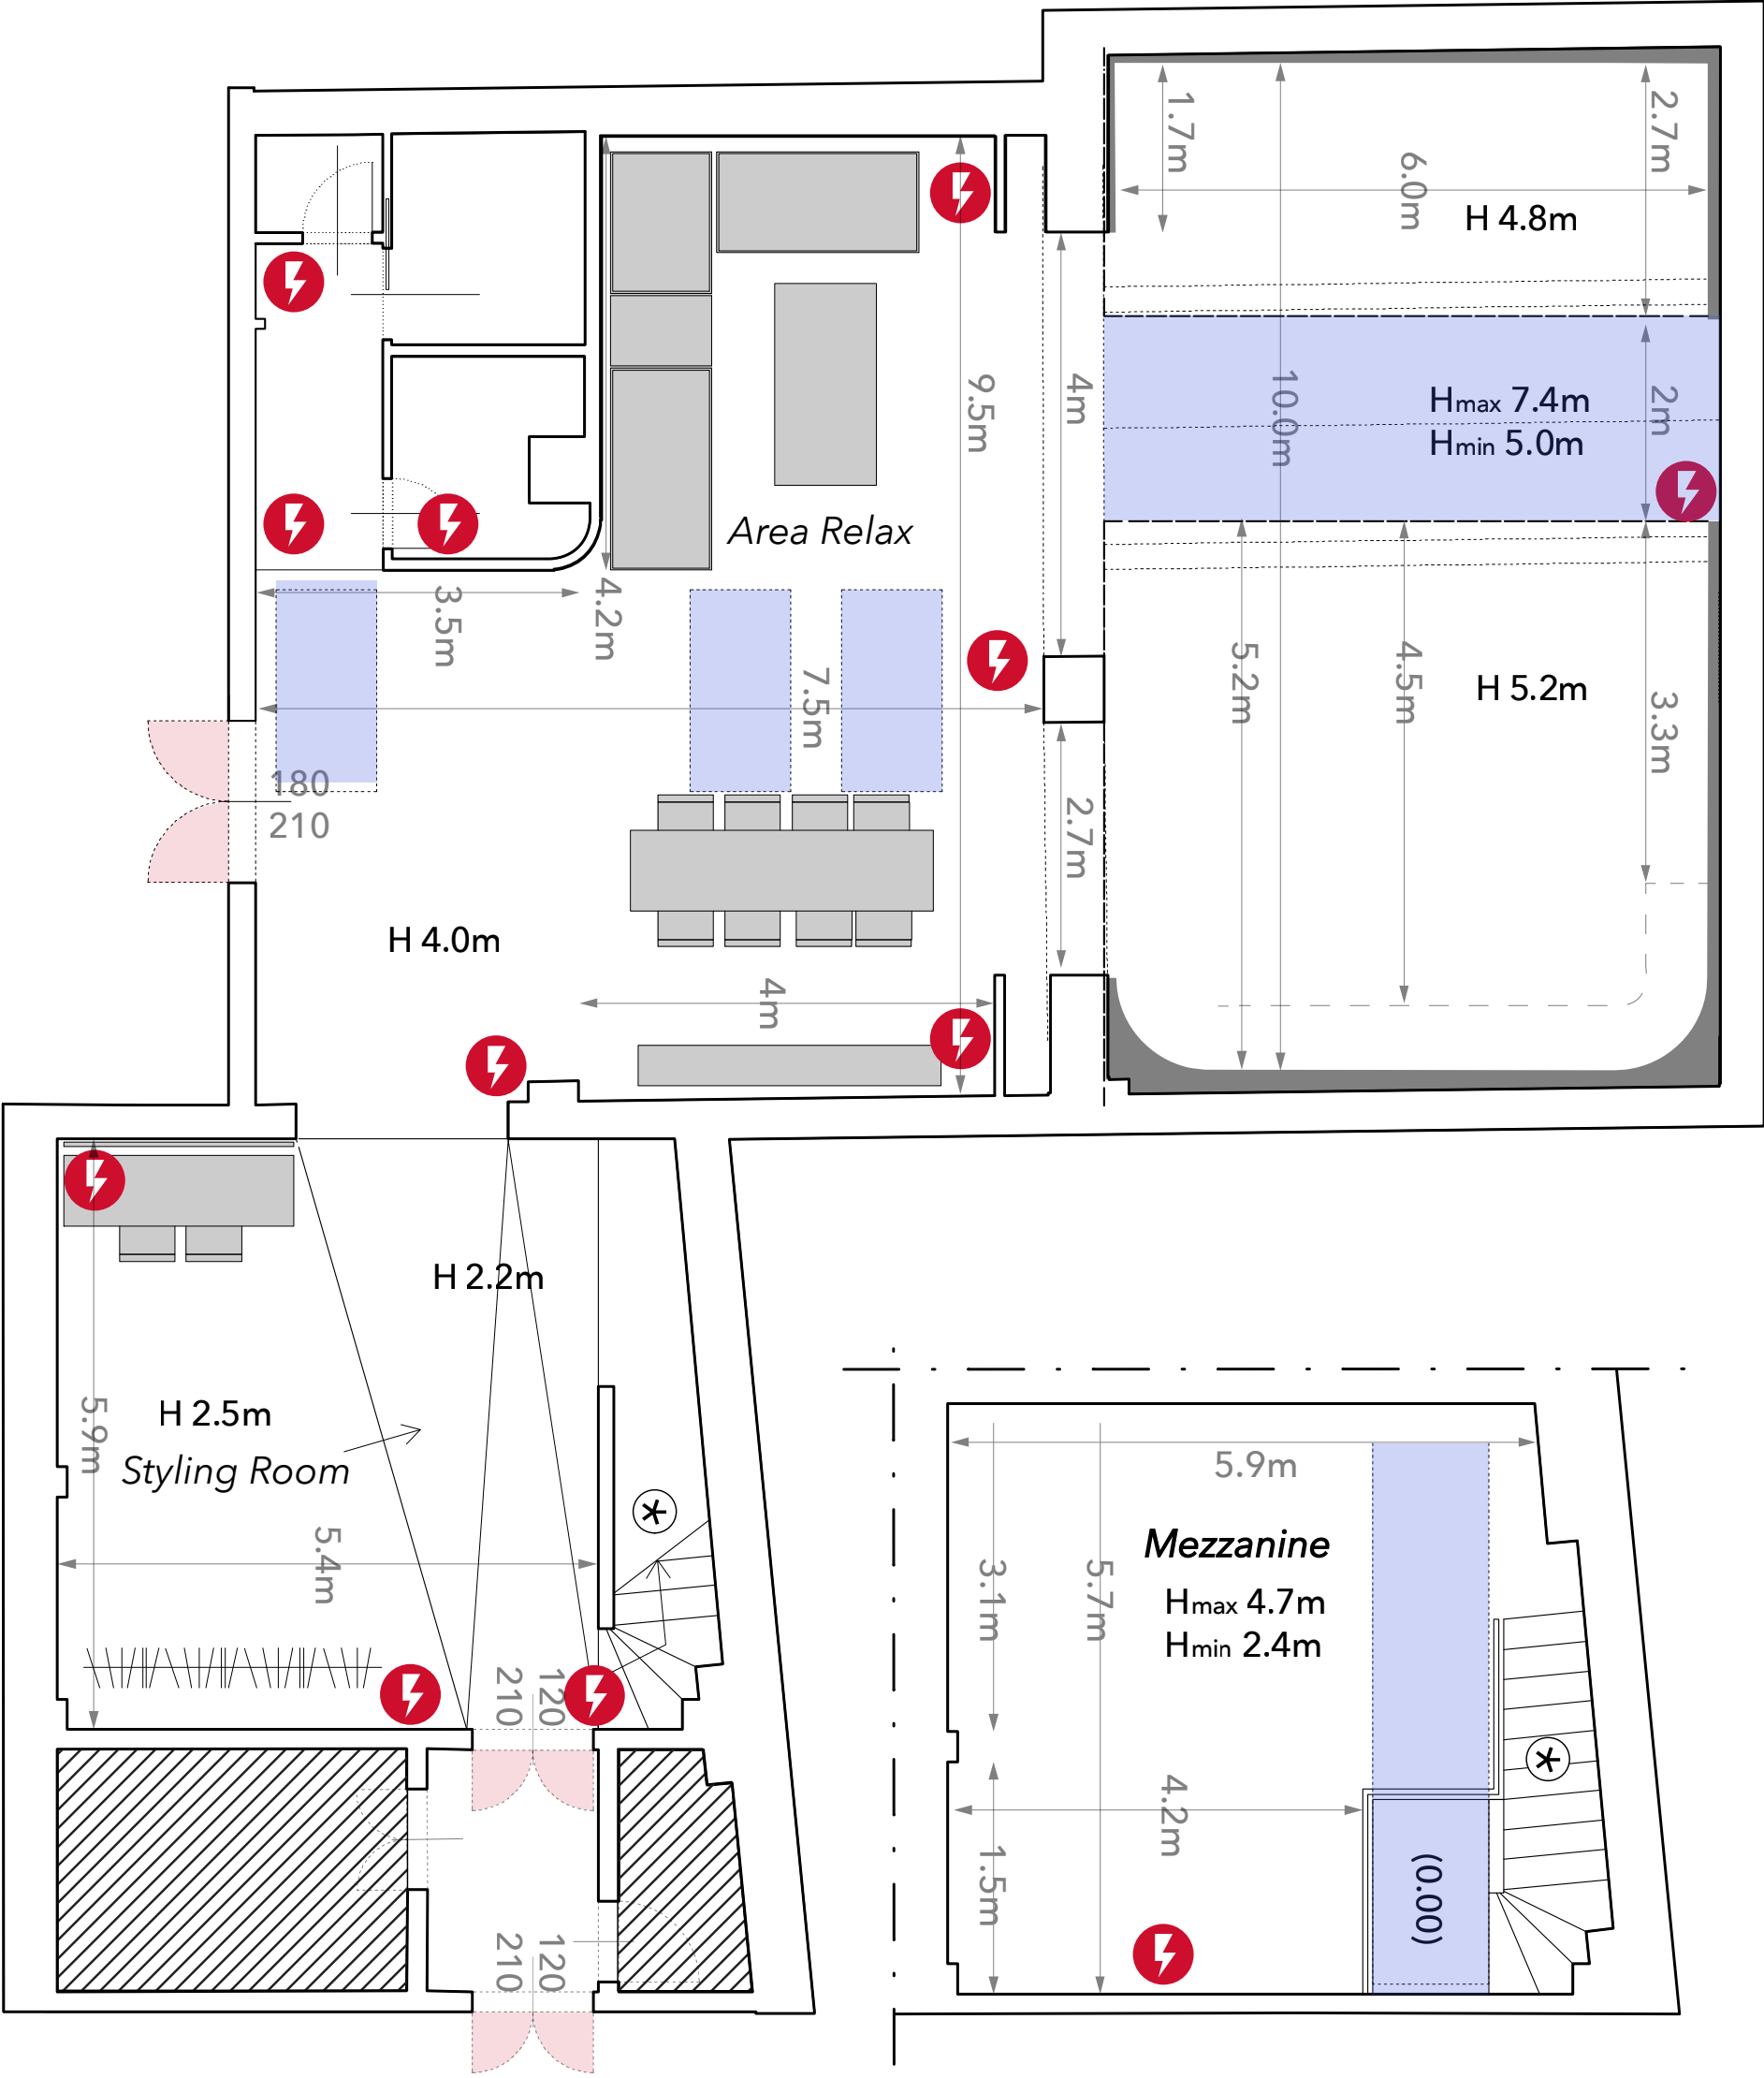 1.7m
2.7m
6.0m
H 4.8m
9.5m
4m
10.0m
Hmax 7.4m
2m
Hmin 5.0m
Area Relax
3.5m
4.2m
7.5m
5.2m
4.5m
H 5.2m
3.3m
180
210
2.7m
H 4.0m
4m
H 2.2m
5.9m
H 2.5m
Styling Room
5.4m
*
210
120
210
120
5.9m
Mezzanine
3.1m
5.7m
Hmax 4.7m
Hmin 2.4m
*
4.2m
1.5m
(0.00)